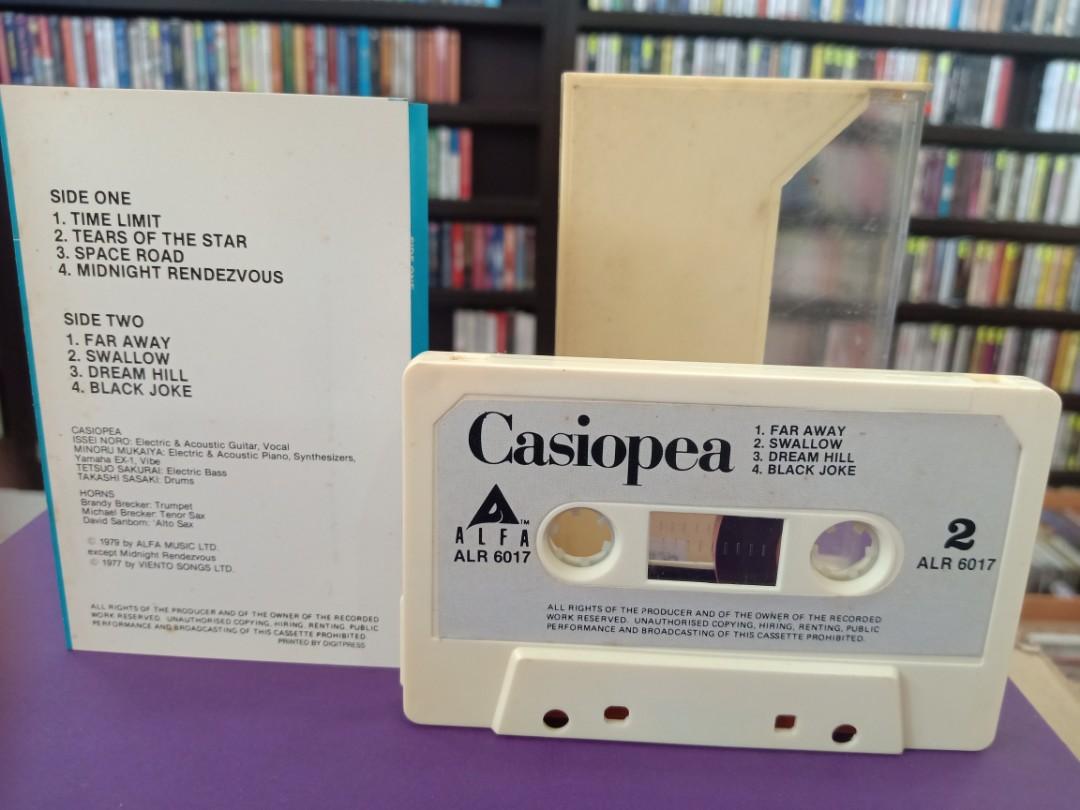 SIDE ONE
1. TIME LIMIT
2. TEARS OF THE STAR
3. SPACE ROAD
4. MIDNIGHT RENDEZVOUS
SIDE TWO
1. FAR AWAY
2. SWALLOW
3. DREAM HILL
4. BLACK JOKE
CASIOPEA
ISSEI NORO: Electric & Acoustic Guitar, Vocal
MINORU MUKAIYA: Electric & Acoustic Piano, Synthesizers,
Yamaha EX-1, Vibe
TETSUO SAKURAI: Electric Bass
TAKASHI SASAKI: Drums
HORNS
Brandy Brecker: Trumpet
Michael Brecker: Tenor Sax
David Sanborn: 'Alto Sax
© 1979 by ALFA MUSIC LTD.
except Midnight Rendezvous
© 1977 by VIENTO SONGS LTD.
ALL RIGHTS OF THE PRODUCER AND OF THE OWNER OF THE RECORDED
WORK RESERVED. UNAUTHORISED COPYING, HIRING, RENTING, PUBLIC
PERFORMANCE AND BROADCASTING OF THIS CASSETTE PROHIBITED.
PRINTED BY DIGITPRESS
Casiopea
1. FAR AWAY
2. SWALLOW
3. DREAM HILL
4. BLACK JOKE
TM
ALFA
ALR 6017
2
ALR 6017
ALL RIGHTS OF THE PRODUCER AND OF THE OWNER OF THE RECORDED
WORK RESERVED. UNAUTHORISED COPYING, HIRING, RENTING, PUBLIC
PERFORMANCE AND BROADCASTING OF THIS CASSETTE PROHIBITED.